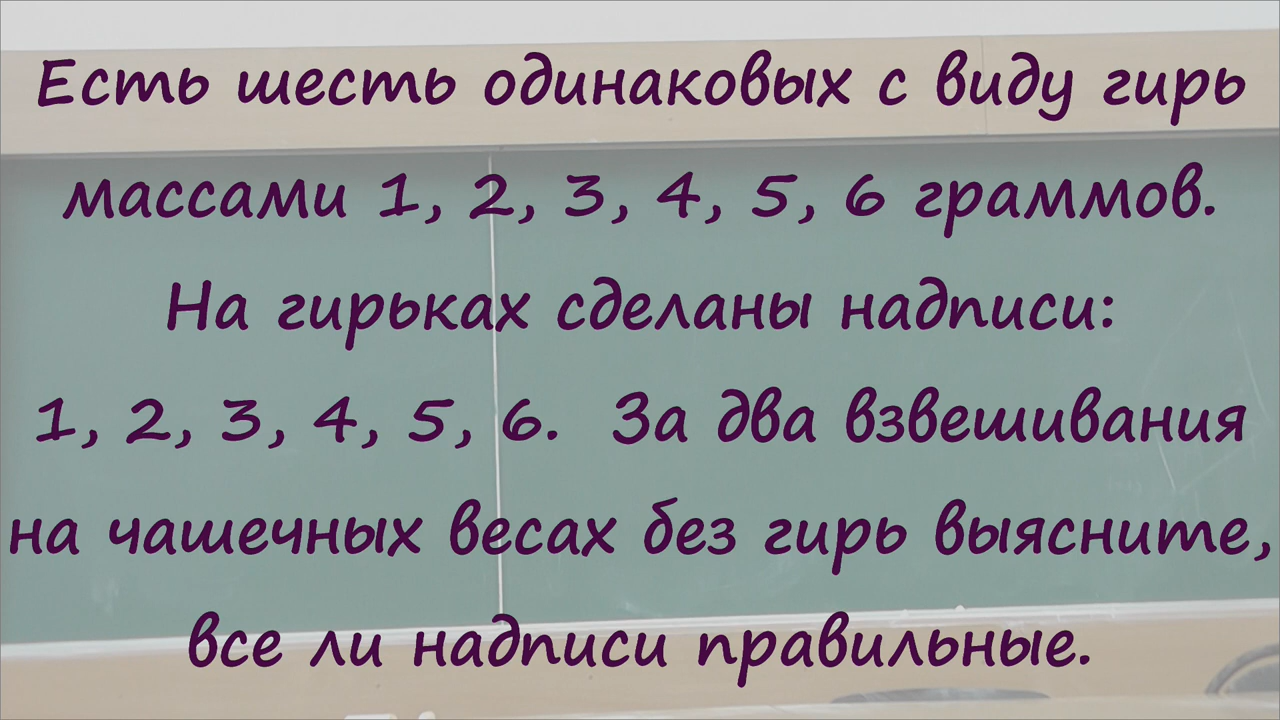 Есть шесть одинаковых с виду гирь
массами 1, 2, 3, 4, 5, 6 граммов.
На гирьках сделаны надписи:
1, 2, 3, 4, 5, 6. За два взвешивания
на чашечных весах без гирь выясните,
все ли надписи правильные.